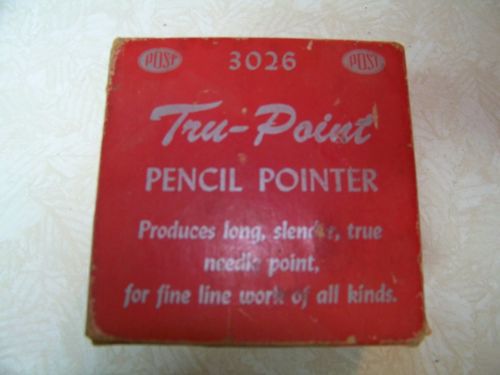 POST 3026 POST
Tru-Point
PENCIL POINTER
Produces long, slender, true
needle point,
for fine line work of all kinds.